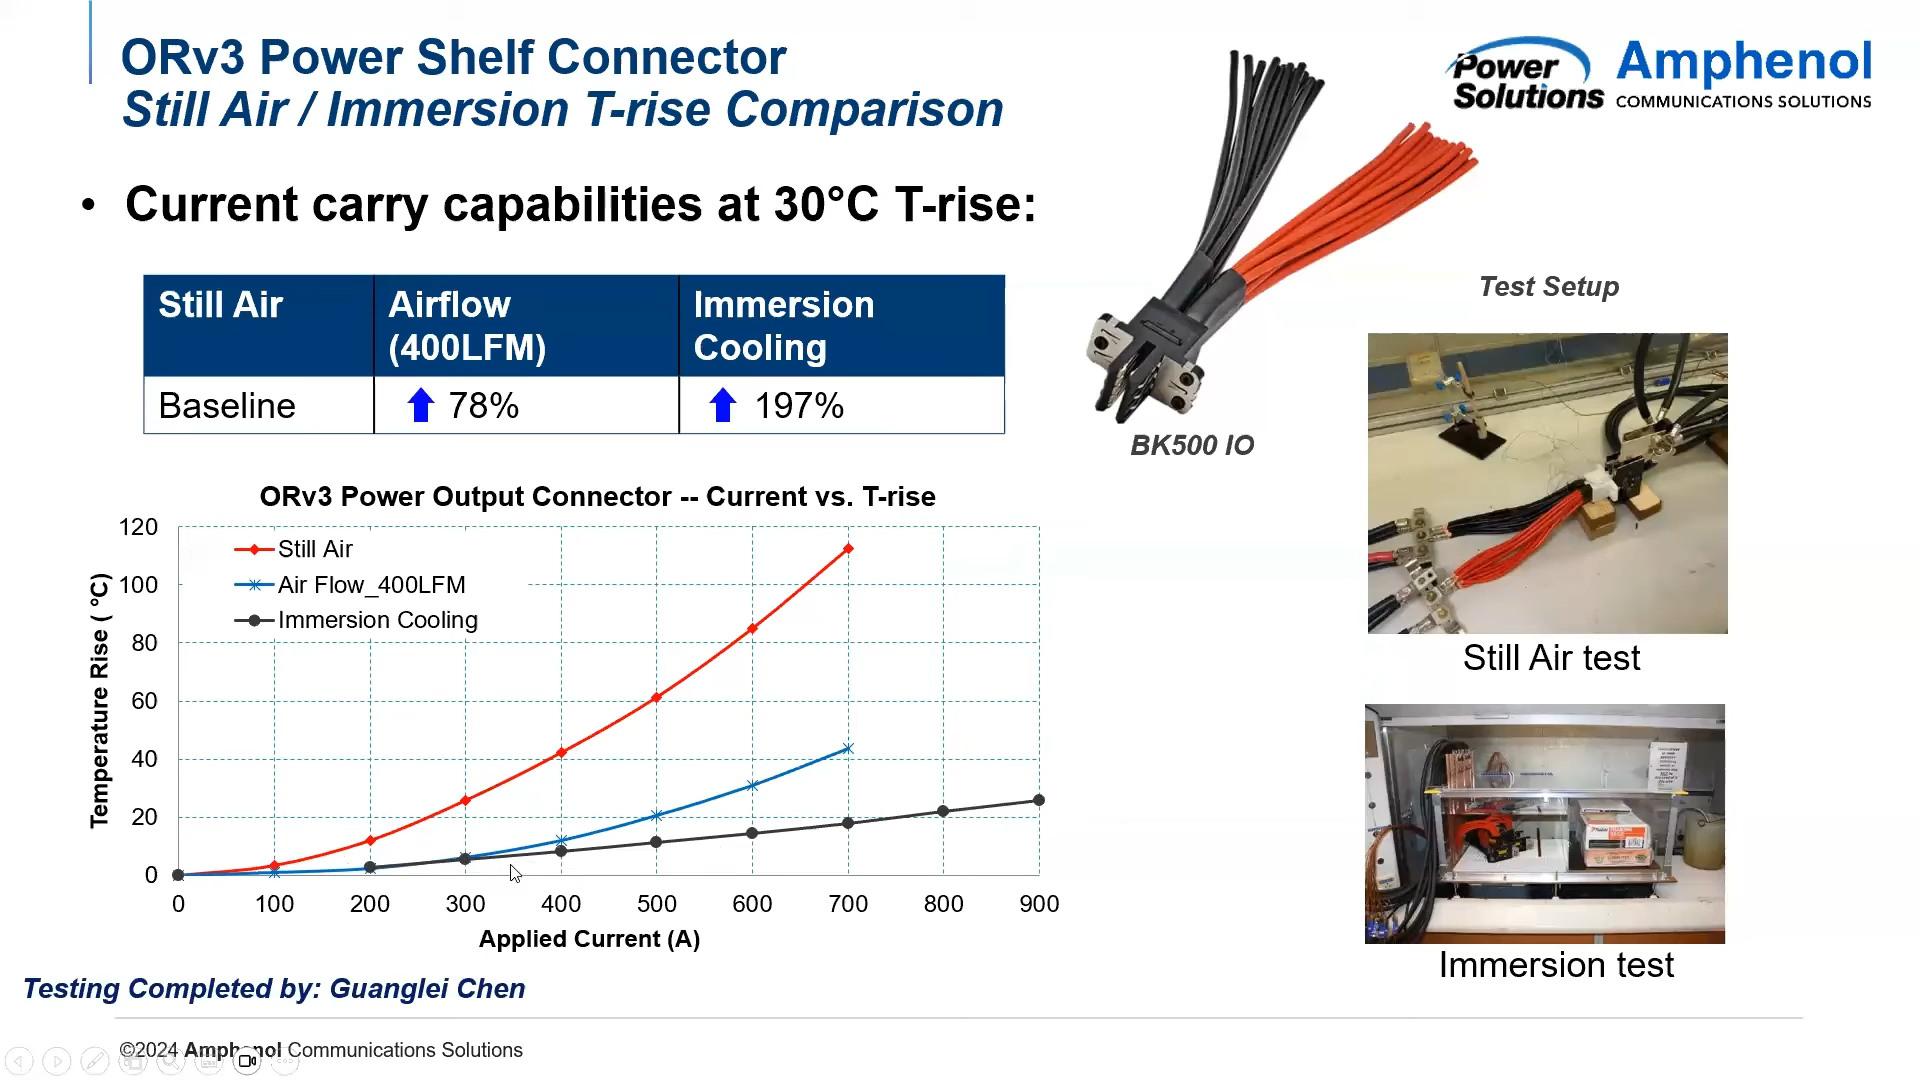 ORv3 Power Shelf Connector
Still Air / Immersion T-rise Comparison
Power
Solutions
Amphenol
COMMUNICATIONS SOLUTIONS
• Current carry capabilities at 30°C T-rise:
Still Air
Airflow
(400LFM)
Immersion
Cooling
Baseline
78%
197%
BK500 IO
Test Setup
Still Air test
Immersion test
ORv3 Power Output Connector -- Current vs. T-rise
Still Air
Air Flow_400LFM
Immersion Cooling
Temperature Rise ( °C)
120
100
80
60
40
20
0
0 100 200 300 400 500 600 700 800 900
Applied Current (A)
Testing Completed by: Guanglei Chen
©2024 Amphenol Communications Solutions